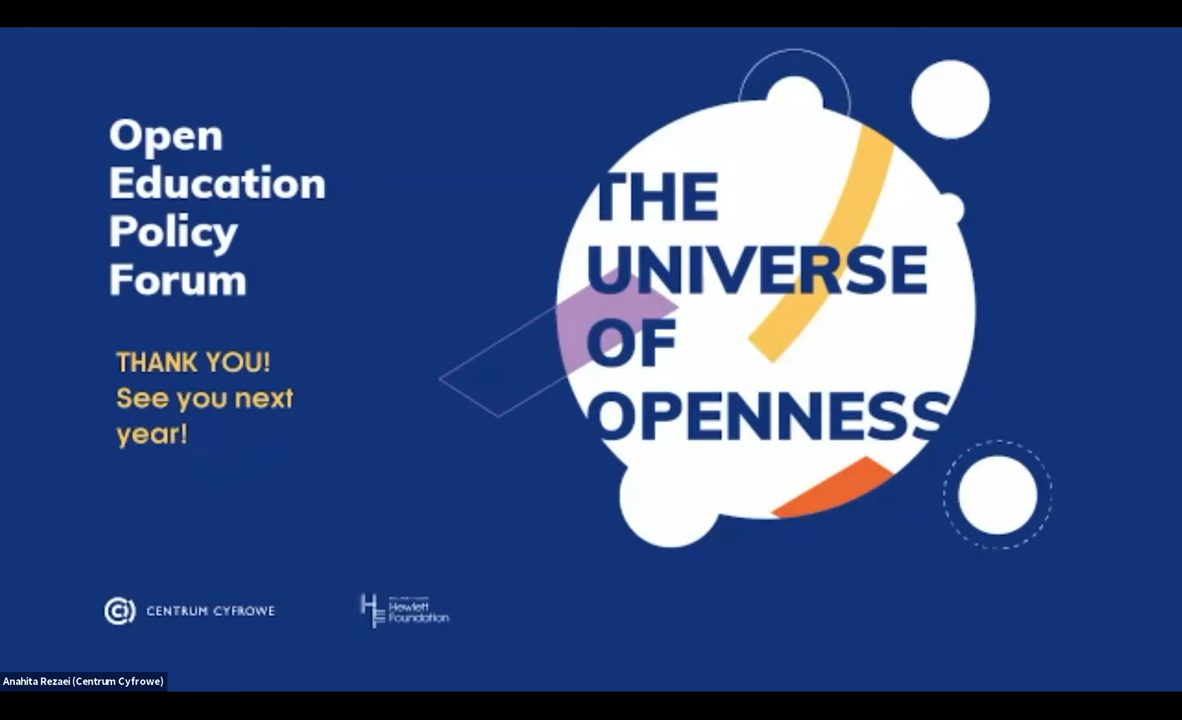 Open
Education
Policy
Forum
THANK YOU!
See you next
year!
THE
UNIVERSE
OF
OPENNESS
CENTRUM CYFROWE
Hewlett
Foundation
Anahita Rezaei (Centrum Cyfrowe)